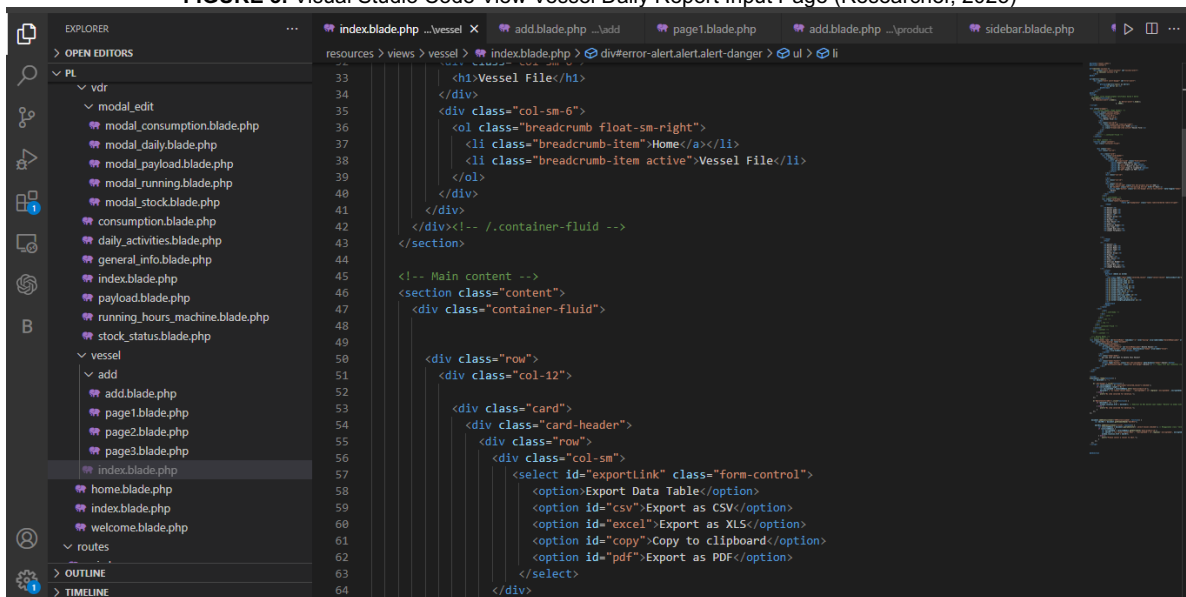 FIGURE 3. Visual Studio Code View Vessel Daily Report Input Page (Researcher, 2023)
EXPLORER
OPEN EDITORS
PL
vdr
modal_edit
modal_consumption.blade.php
modal_daily.blade.php
modal_payload.blade.php
modal_running.blade.php
modal_stock.blade.php
consumption.blade.php
daily_activities.blade.php
general_info.blade.php
index.blade.php
payload.blade.php
running_hours_machine.blade.php
stock_status.blade.php
vessel
add
add.blade.php
page1.blade.php
page2.blade.php
page3.blade.php
index.blade.php
home.blade.php
index.blade.php
welcome.blade.php
routes
OUTLINE
TIMELINE
1
B
1
index.blade.php ...\vessel add.blade.php ...\add page1.blade.php add.blade.php ...\product sidebar.blade.php
resources > views > vessel > index.blade.php > div#error-alert.alert.alert-danger > ul > li
32 <div class="col-sm-6">
33 <h1>Vessel File</h1>
34 </div>
35 <div class="col-sm-6">
36 <ol class="breadcrumb float-sm-right">
37 <li class="breadcrumb-item">Home</a></li>
38 <li class="breadcrumb-item active">Vessel File</li>
39 </ol>
40 </div>
41 </div>
42 </div><!-- /.container-fluid -->
43 </section>
44
45 <!-- Main content -->
46 <section class="content">
47 <div class="container-fluid">
48
49
50 <div class="row">
51 <div class="col-12">
52
53 <div class="card">
54 <div class="card-header">
55 <div class="row">
56 <div class="col-sm">
57 <select id="exportLink" class="form-control">
58 <option>Export Data Table</option>
59 <option id="csv">Export as CSV</option>
60 <option id="excel">Export as XLS</option>
61 <option id="copy">Copy to clipboard</option>
62 <option id="pdf">Export as PDF</option>
63 </select>
64 </div>